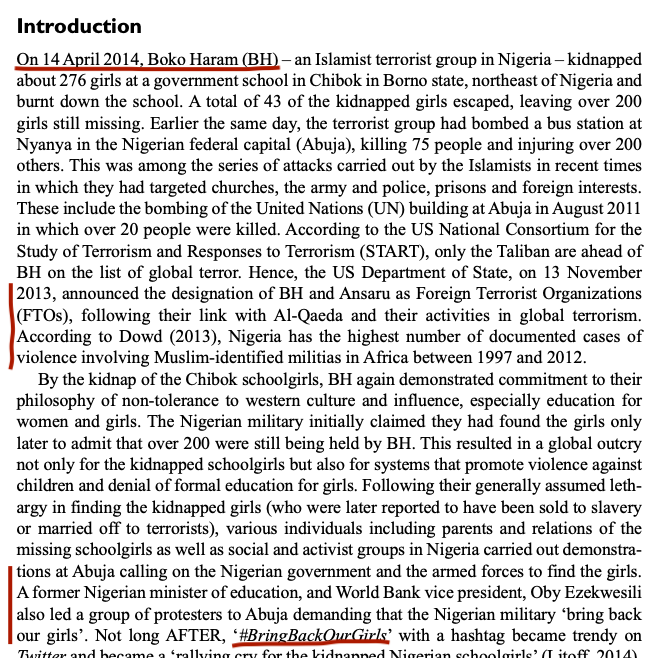 Introduction
On 14 April 2014, Boko Haram (BH) – an Islamist terrorist group in Nigeria – kidnapped
about 276 girls at a government school in Chibok in Borno state, northeast of Nigeria and
burnt down the school. A total of 43 of the kidnapped girls escaped, leaving over 200
girls still missing. Earlier the same day, the terrorist group had bombed a bus station at
Nyanya in the Nigerian federal capital (Abuja), killing 75 people and injuring over 200
others. This was among the series of attacks carried out by the Islamists in recent times
in which they had targeted churches, the army and police, prisons and foreign interests.
These include the bombing of the United Nations (UN) building at Abuja in August 2011
in which over 20 people were killed. According to the US National Consortium for the
Study of Terrorism and Responses to Terrorism (START), only the Taliban are ahead of
BH on the list of global terror. Hence, the US Department of State, on 13 November
2013, announced the designation of BH and Ansaru as Foreign Terrorist Organizations
(FTOs), following their link with Al-Qaeda and their activities in global terrorism.
According to Dowd (2013), Nigeria has the highest number of documented cases of
violence involving Muslim-identified militias in Africa between 1997 and 2012.
By the kidnap of the Chibok schoolgirls, BH again demonstrated commitment to their
philosophy of non-tolerance to western culture and influence, especially education for
women and girls. The Nigerian military initially claimed they had found the girls only
later to admit that over 200 were still being held by BH. This resulted in a global outcry
not only for the kidnapped schoolgirls but also for systems that promote violence against
children and denial of formal education for girls. Following their generally assumed leth-
argy in finding the kidnapped girls (who were later reported to have been sold to slavery
or married off to terrorists), various individuals including parents and relations of the
missing schoolgirls as well as social and activist groups in Nigeria carried out demonstra-
tions at Abuja calling on the Nigerian government and the armed forces to find the girls.
A former Nigerian minister of education, and World Bank vice president, Oby Ezekwesili
also led a group of protesters to Abuja demanding that the Nigerian military ‘bring back
our girls’. Not long AFTER, ‘#BringBackOurGirls’ with a hashtag became trendy on
Twitter and became a ‘rallying cry for the kidnapped Nigerian schoolgirls’ (Litoff, 2014).